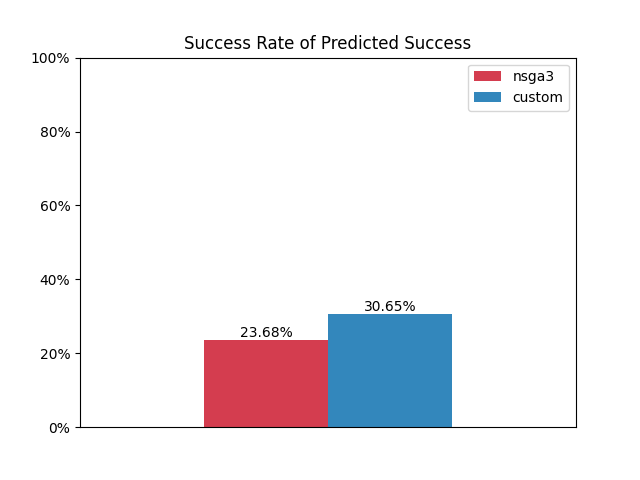 Success Rate of Predicted Success
100%
80%
60%
40%
20%
0%
nsga3
custom
23.68%
30.65%